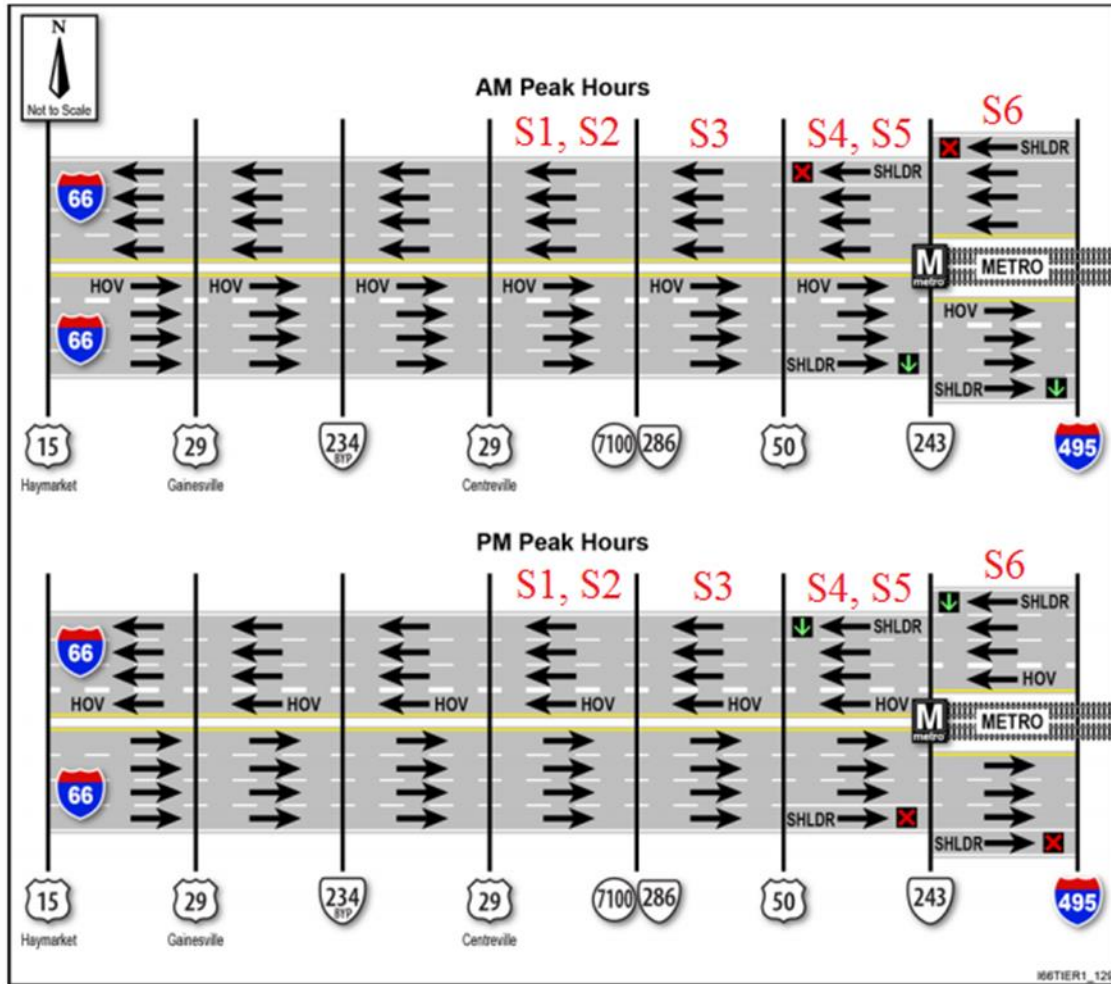 N
Not to Scale
AM Peak Hours
S1, S2 S3 S4, S5 S6
SHLDR
SHLDR
66
M metro METRO
HOV HOV HOV HOV HOV HOV
HOV
66
SHLDR
SHLDR
15 29 234 BYP 29 7100 286 50 243 495
Haymarket Gainesville Centreville
PM Peak Hours
S1, S2 S3 S4, S5 S6
SHLDR
SHLDR
66
HOV
HOV HOV HOV HOV HOV HOV
M metro METRO
66
SHLDR
SHLDR
15 29 234 BYP 29 7100 286 50 243 495
Haymarket Gainesville Centreville
I66TIER1_129